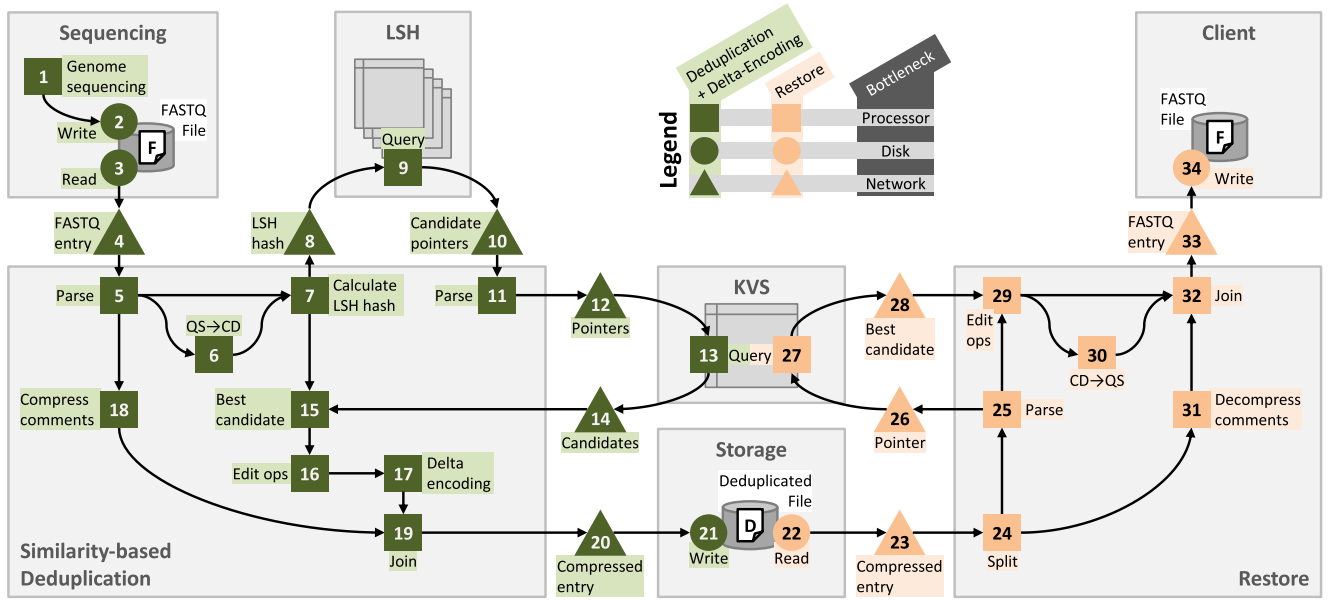 Sequencing
1
Genome
sequencing
FASTQ
File
Write
2
F
Read
3
FASTQ
entry
4
LSH
Query
9
LSH
hash
8
Candidate
pointers
10
Legend
Deduplication
+ Delta-Encoding
Restore
Bottleneck
Processor
Disk
Network
Client
FASTQ
File
F
34
Write
FASTQ
entry
33
Parse
5
QS→CD
6
7
Calculate
LSH hash
Parse
11
12
Pointers
Compress
comments
18
Best
candidate
15
Edit ops
16
17
Delta
encoding
19
Join
Similarity-based
Deduplication
KVS
13
Query
27
14
Candidates
28
Best
candidate
26
Pointer
Storage
Deduplicated
File
D
21
Write
22
Read
20
Compressed
entry
23
Compressed
entry
29
Edit
ops
30
CD→QS
32
Join
25
Parse
31
Decompress
comments
24
Split
Restore